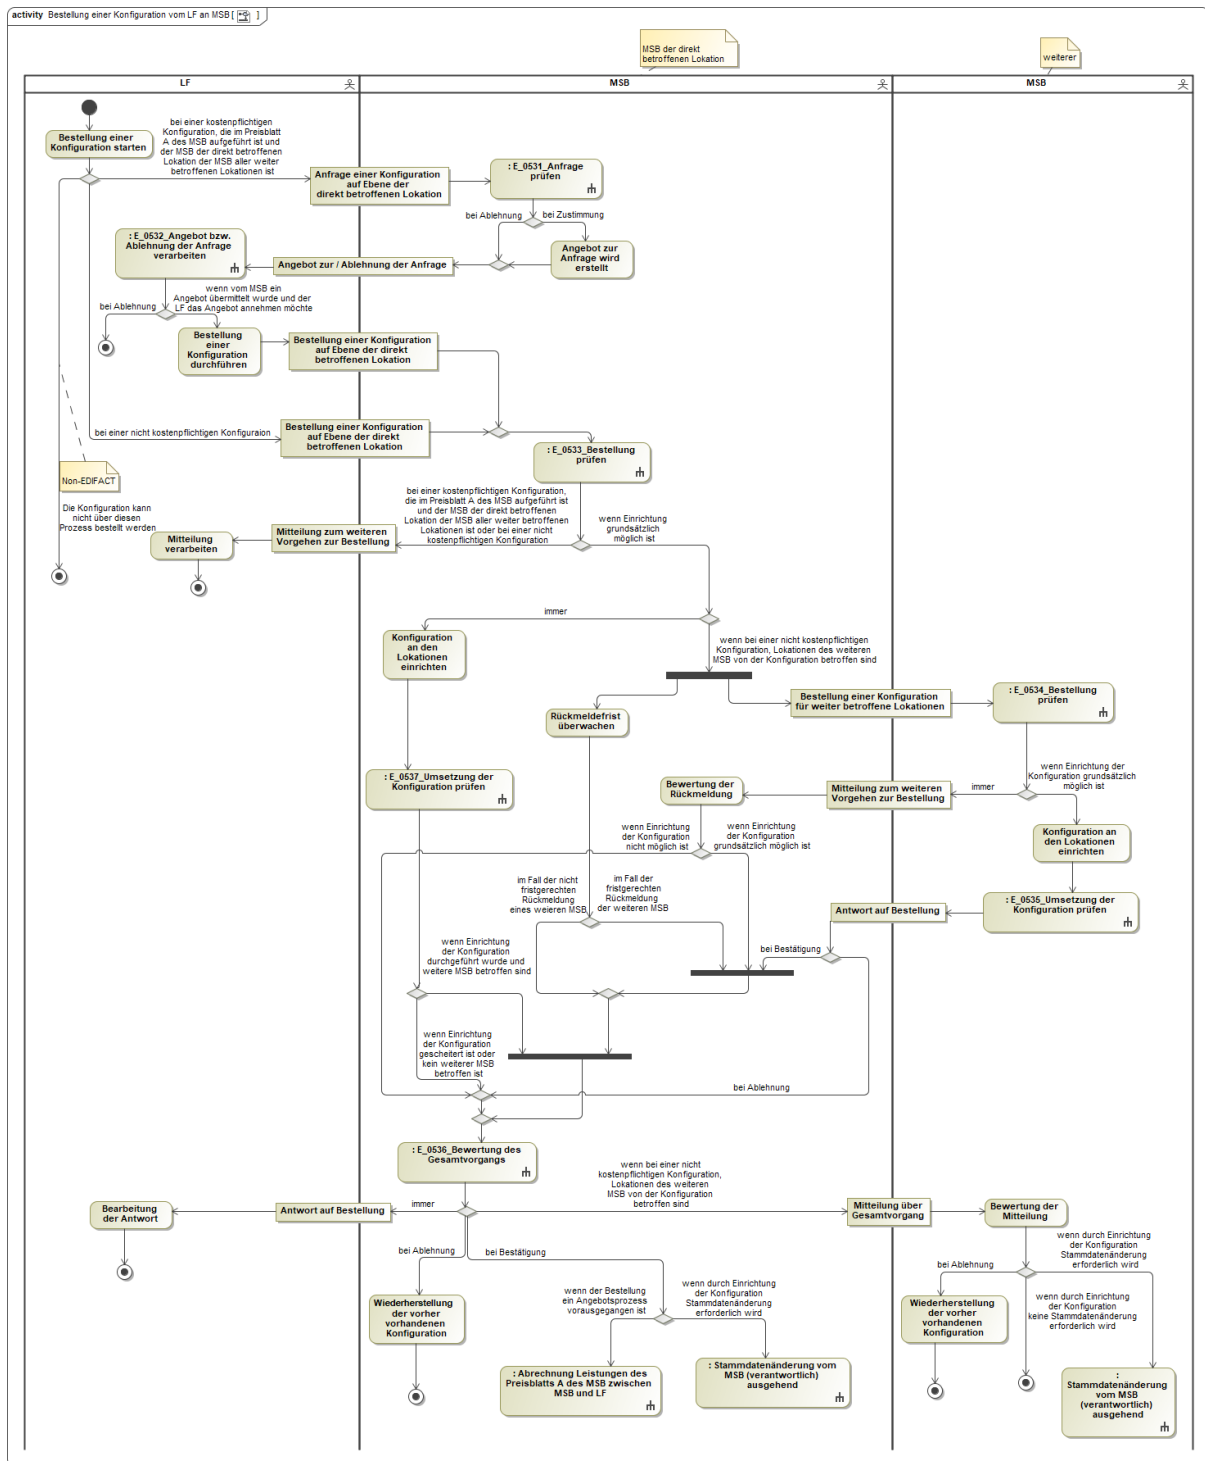 activity Bestellung einer Konfiguration vom LF an MSB [ ]
MSB der direkt
betroffenen Lokation
weiterer
LF
MSB
MSB
Bestellung einer
Konfiguration starten
bei einer kostenpflichtigen
Konfiguration, die im Preisblatt
A des MSB aufgeführt ist und
der MSB der direkt betroffenen
Lokation der MSB aller weiter
betroffenen Lokationen ist
Anfrage einer Konfiguration
auf Ebene der
direkt betroffenen Lokation
: E_0531_Anfrage
prüfen
bei Ablehnung
bei Zustimmung
Angebot zur
Anfrage wird
erstellt
: E_0532_Angebot bzw.
Ablehnung der Anfrage
verarbeiten
Angebot zur / Ablehnung der Anfrage
wenn vom MSB ein
Angebot übermittelt wurde und der
LF das Angebot annehmen möchte
bei Ablehnung
Bestellung
einer
Konfiguration
durchführen
Bestellung einer Konfiguration
auf Ebene der direkt
betroffenen Lokation
bei einer nicht kostenpflichtigen Konfiguraion
Bestellung einer Konfiguration
auf Ebene der direkt
betroffenen Lokation
: E_0533_Bestellung
prüfen
Non-EDIFACT
Die Konfiguration kann
nicht über diesen
Prozess bestellt werden
bei einer kostenpflichtigen Konfiguration,
die im Preisblatt A des MSB aufgeführt ist
und der MSB der direkt betroffenen
Lokation der MSB aller weiter betroffenen
Lokationen ist oder bei einer nicht
kostenpflichtigen Konfiguration
wenn Einrichtung
grundsätzlich
möglich ist
Mitteilung zum weiteren
Vorgehen zur Bestellung
Mitteilung
verarbeiten
immer
Konfiguration
an den
Lokationen
einrichten
wenn bei einer nicht kostenpflichtigen
Konfiguration, Lokationen des weiteren
MSB von der Konfiguration betroffen sind
Rückmeldefrist
überwachen
Bestellung einer Konfiguration
für weiter betroffene Lokationen
: E_0534_Bestellung
prüfen
: E_0537_Umsetzung der
Konfiguration prüfen
Bewertung der
Rückmeldung
Mitteilung zum weiteren
Vorgehen zur Bestellung
immer
wenn Einrichtung der
Konfiguration grundsätzlich
möglich ist
wenn Einrichtung
der Konfiguration
nicht möglich ist
wenn Einrichtung
der Konfiguration
grundsätzlich möglich ist
Konfiguration an
den Lokationen
einrichten
im Fall der nicht
fristgerechten
Rückmeldung
eines weieren MSB
im Fall der
fristgerechten
Rückmeldung
der weiteren MSB
Antwort auf Bestellung
: E_0535_Umsetzung der
Konfiguration prüfen
wenn Einrichtung
der Konfiguration
durchgeführt wurde und
weitere MSB betroffen sind
bei Bestätigung
wenn Einrichtung
der Konfiguration
gescheitert ist oder
kein weiterer MSB
betroffen ist
bei Ablehnung
: E_0536_Bewertung des
Gesamtvorgangs
wenn bei einer nicht
kostenpflichtigen Konfiguration,
Lokationen des weiteren
MSB von der Konfiguration
betroffen sind
Bearbeitung
der Antwort
Antwort auf Bestellung
immer
Mitteilung über
Gesamtvorgang
Bewertung der
Mitteilung
bei Ablehnung
bei Bestätigung
bei Ablehnung
wenn durch Einrichtung
der Konfiguration
Stammdatenänderung
erforderlich wird
wenn der Bestellung
ein Angebotsprozess
vorausgegangen ist
wenn durch Einrichtung
der Konfiguration
Stammdatenänderung
erforderlich wird
wenn durch Einrichtung
der Konfiguration
keine Stammdatenänderung
erforderlich wird
Wiederherstellung
der vorher
vorhandenen
Konfiguration
Wiederherstellung
der vorher
vorhandenen
Konfiguration
: Abrechnung Leistungen des
Preisblatts A des MSB zwischen
MSB und LF
: Stammdatenänderung vom
MSB (verantwortlich)
ausgehend
:
Stammdatenänderung
vom MSB
(verantwortlich)
ausgehend